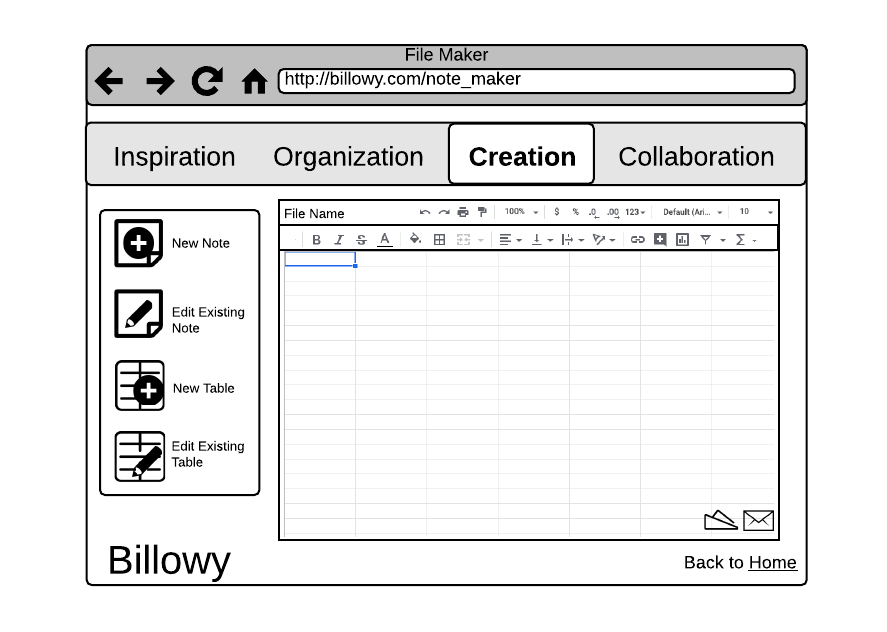 File Maker
http://billowy.com/note_maker
Inspiration Organization Creation Collaboration
File Name 100% $ % .0 .00 123 Default (Ari... 10
B I S A Σ
New Note
Edit Existing
Note
New Table
Edit Existing
Table
Billowy
Back to Home